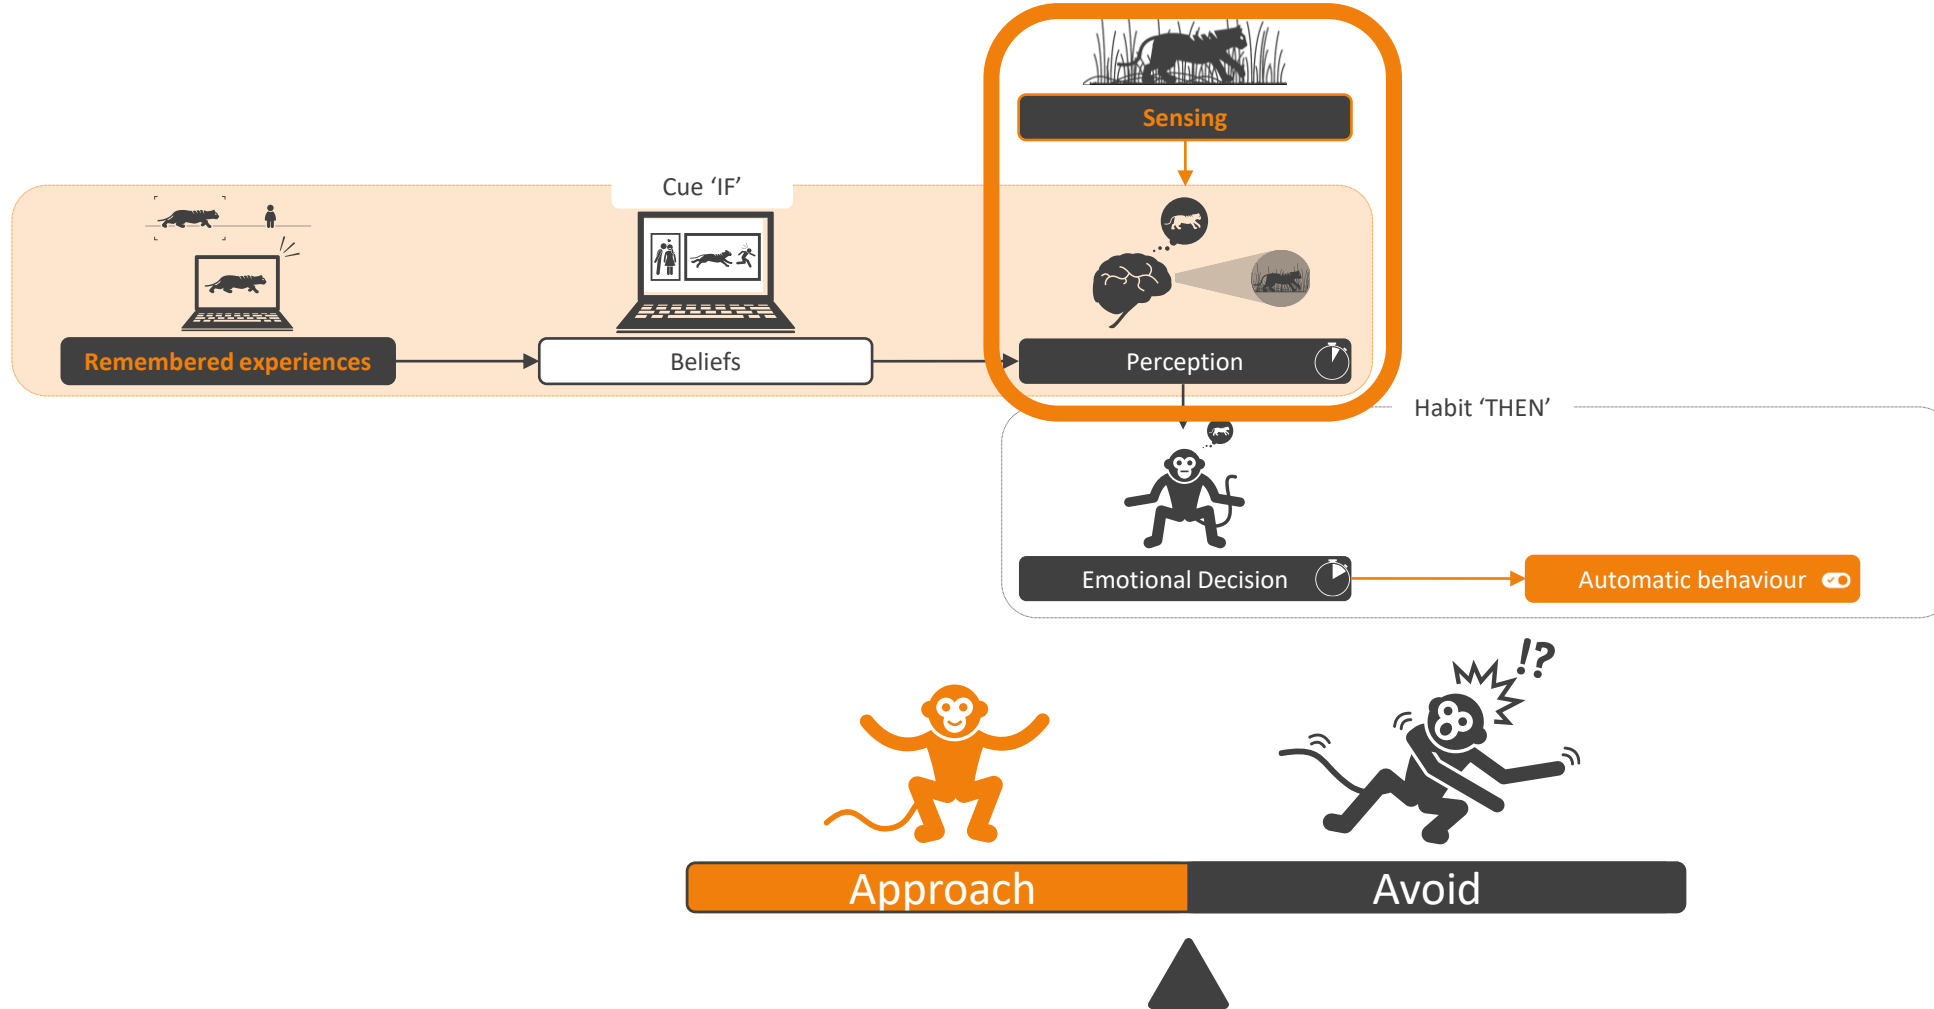 Sensing
Cue ‘IF’
Remembered experiences
Beliefs
Perception
Habit ‘THEN’
Emotional Decision
Automatic behaviour
!?
Approach
Avoid